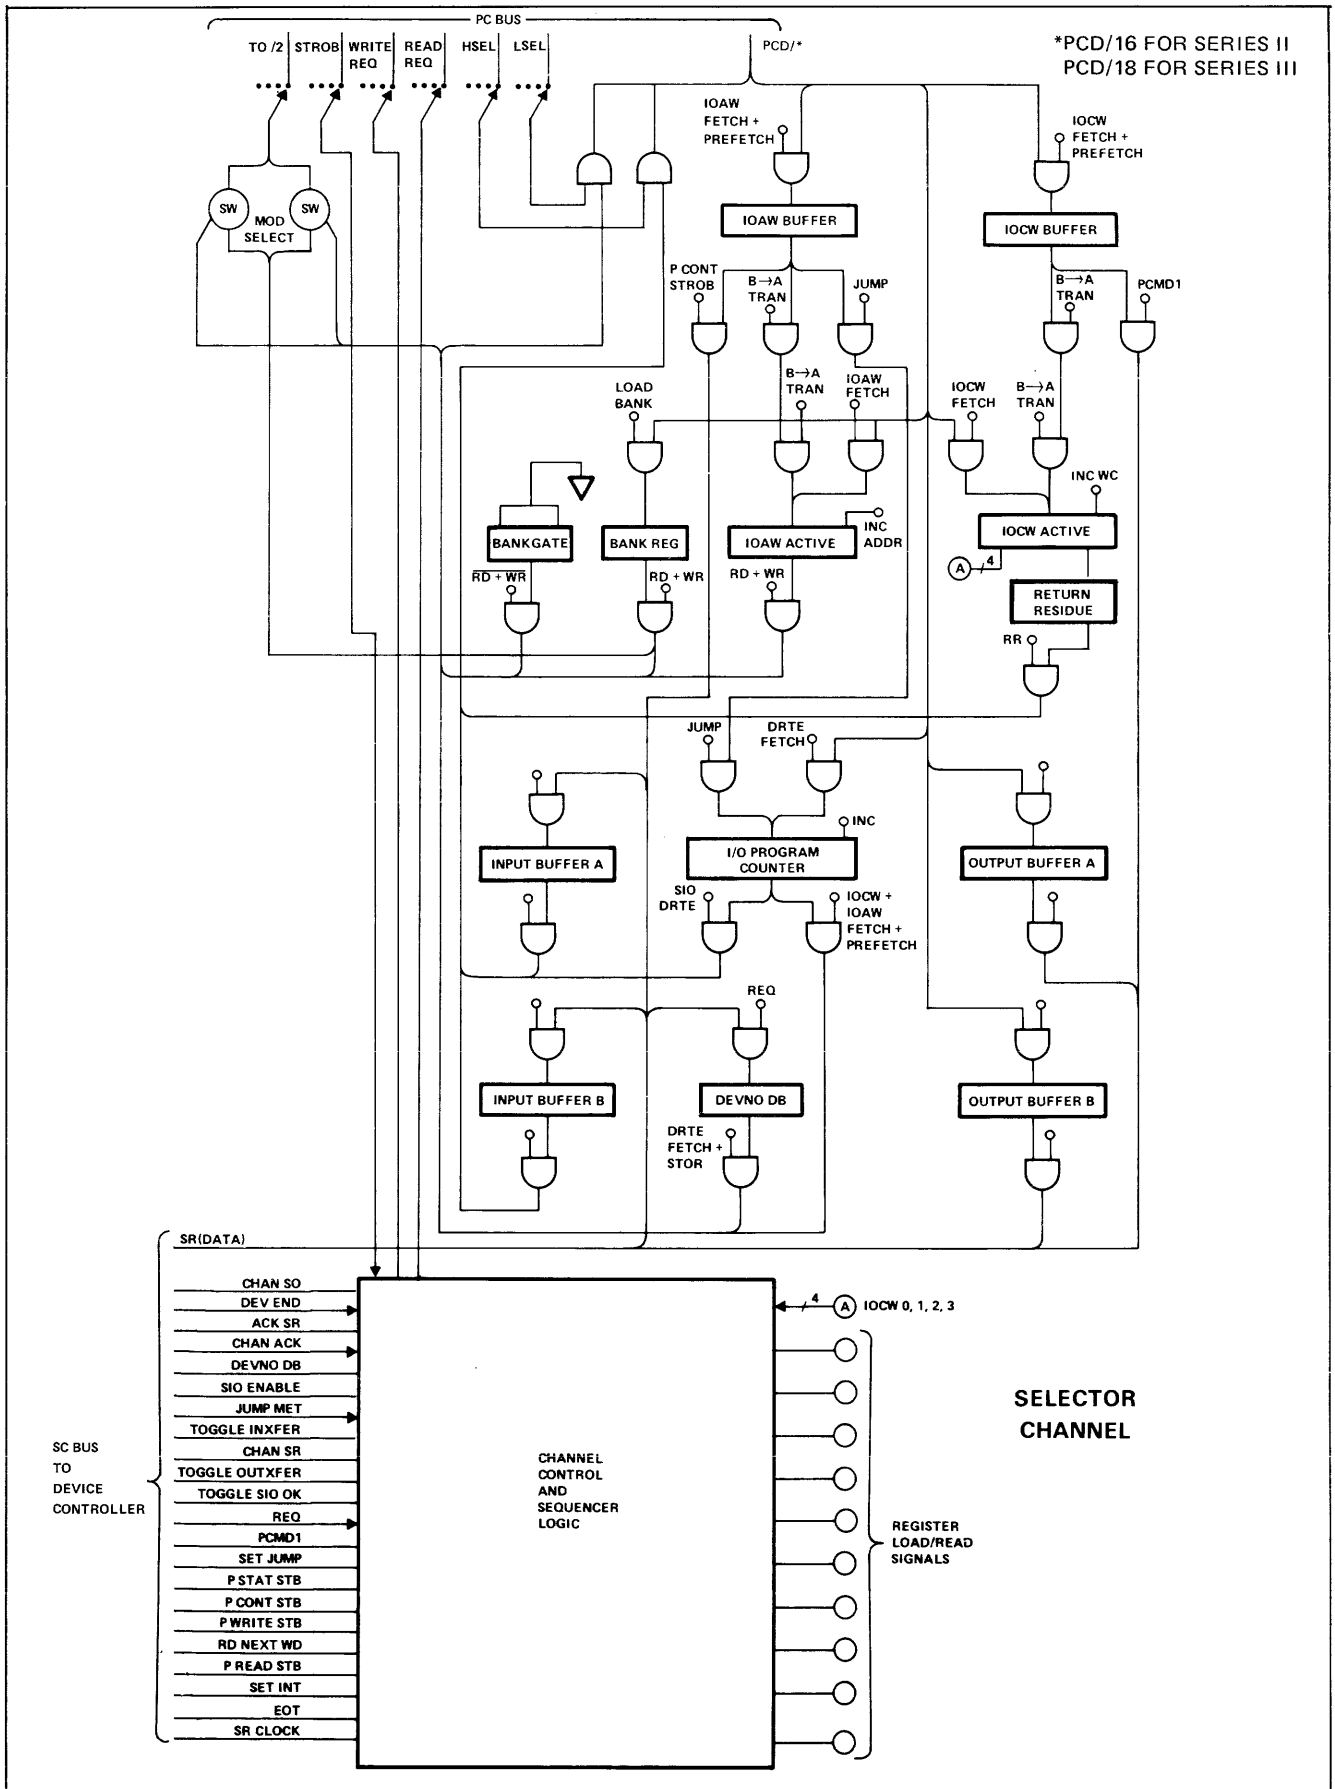 PC BUS
TO /2
STROB
WRITE
REQ
READ
REQ
HSEL
LSEL
PCD/*
*PCD/16 FOR SERIES II
PCD/18 FOR SERIES III
IOAW
FETCH +
PREFETCH
IOCW
FETCH +
PREFETCH
SW
SW
MOD
SELECT
IOAW BUFFER
IOCW BUFFER
P CONT
STROB
B→A
TRAN
JUMP
B→A
TRAN
PCMD1
LOAD
BANK
B→A
TRAN
IOAW
FETCH
IOCW
FETCH
B→A
TRAN
INC WC
BANKGATE
BANK REG
IOAW ACTIVE
INC
ADDR
IOCW ACTIVE
A
4
RD + WR
RD + WR
RD + WR
RETURN
RESIDUE
RR
JUMP
DRTE
FETCH
INC
INPUT BUFFER A
I/O PROGRAM
COUNTER
OUTPUT BUFFER A
SIO
DRTE
IOCW +
IOAW
FETCH +
PREFETCH
REQ
INPUT BUFFER B
DEVNO DB
OUTPUT BUFFER B
DRTE
FETCH +
STOR
SR(DATA)
CHAN SO
DEV END
ACK SR
CHAN ACK
DEVNO DB
SIO ENABLE
JUMP MET
TOGGLE INXFER
CHAN SR
TOGGLE OUTXFER
TOGGLE SIO OK
REQ
PCMD1
SET JUMP
P STAT STB
P CONT STB
P WRITE STB
RD NEXT WD
P READ STB
SET INT
EOT
SR CLOCK
SC BUS
TO
DEVICE
CONTROLLER
CHANNEL
CONTROL
AND
SEQUENCER
LOGIC
4
A
IOCW 0, 1, 2, 3
REGISTER
LOAD/READ
SIGNALS
SELECTOR
CHANNEL